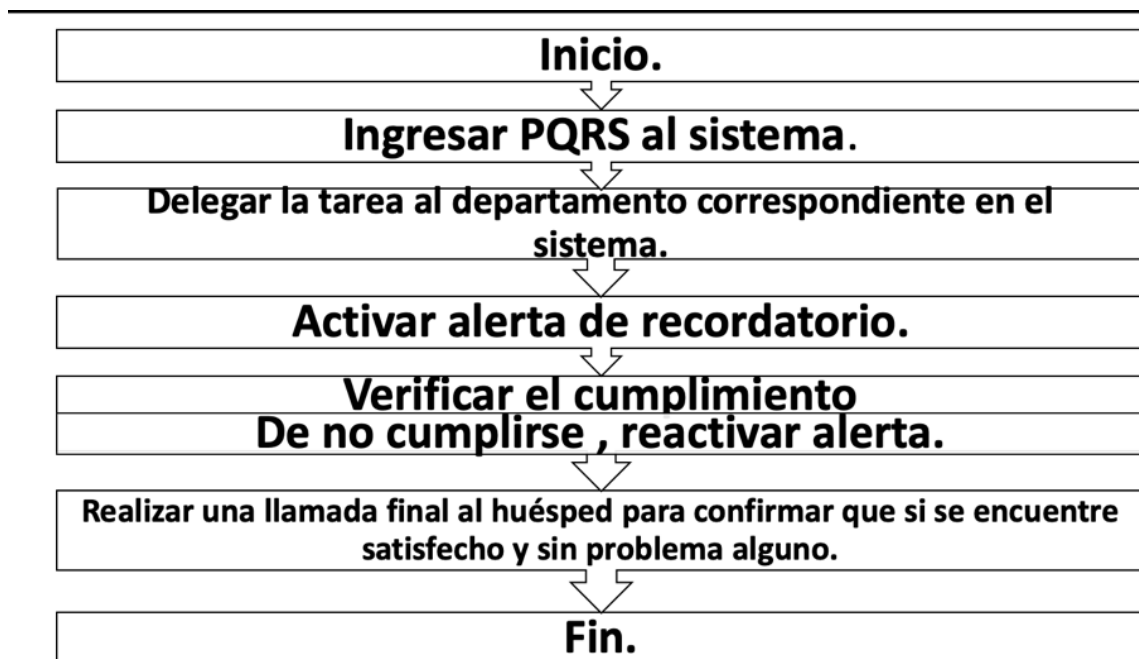 Inicio.
Ingresar PQRS al sistema.
Delegar la tarea al departamento correspondiente en el
sistema.
Activar alerta de recordatorio.
Verificar el cumplimiento
De no cumplirse , reactivar alerta.
Realizar una llamada final al huésped para confirmar que si se encuentre
satisfecho y sin problema alguno.
Fin.